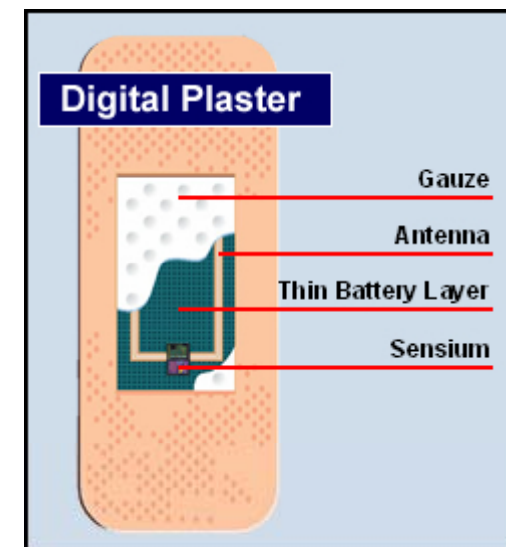 Digital Plaster
Gauze
Antenna
Thin Battery Layer
Sensium